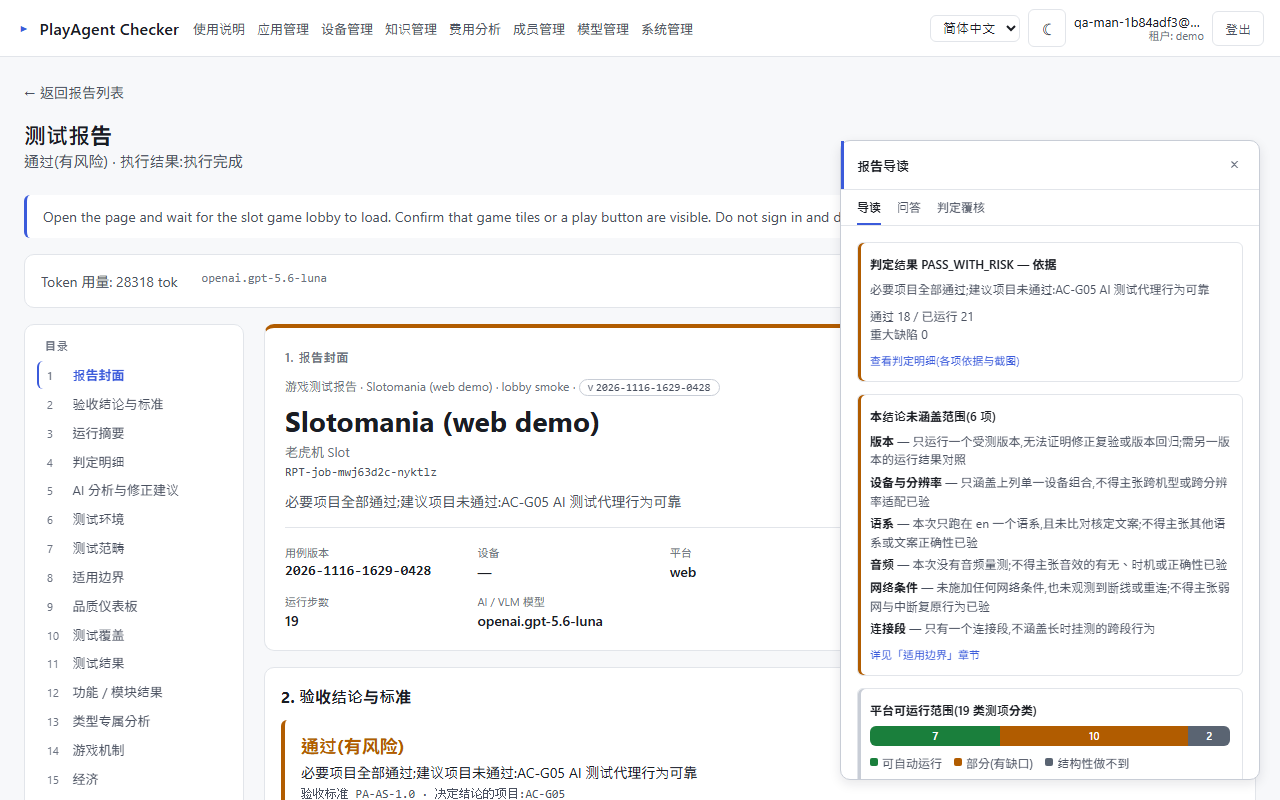 PlayAgent Checker 使用说明 应用管理 设备管理 知识管理 费用分析 成员管理 模型管理 系统管理 简体中文 qa-man-1b84adf3@... 登出
租户: demo
← 返回报告列表
测试报告
通过(有风险) · 执行结果:执行完成
Open the page and wait for the slot game lobby to load. Confirm that game tiles or a play button are visible. Do not sign in and d
Token 用量: 28318 tok openai.gpt-5.6-luna
目录
1 报告封面
2 验收结论与标准
3 运行摘要
4 判定明细
5 AI 分析与修正建议
6 测试环境
7 测试范畴
8 适用边界
9 品质仪表板
10 测试覆盖
11 测试结果
12 功能 / 模块结果
13 类型专属分析
14 游戏机制
15 经济
1. 报告封面
游戏测试报告 · Slotomania (web demo) · lobby smoke · v 2026-1116-1629-0428
Slotomania (web demo)
老虎机 Slot
RPT-job-mwj63d2c-nyktlz
必要项目全部通过;建议项目未通过:AC-G05 AI 测试代理行为可靠
用例版本 设备 平台
2026-1116-1629-0428 — web
运行步数 AI / VLM 模型
19 openai.gpt-5.6-luna
2. 验收结论与标准
通过(有风险)
必要项目全部通过;建议项目未通过:AC-G05 AI 测试代理行为可靠
验收标准 PA-AS-1.0 · 决定结论的项目:AC-G05
报告导读 ×
导读 问答 判定覆核
判定结果 PASS_WITH_RISK — 依据
必要项目全部通过;建议项目未通过:AC-G05 AI 测试代理行为可靠
通过 18 / 已运行 21
重大缺陷 0
查看判定明细(各项依据与截图)
本结论未涵盖范围(6 项)
版本 — 只运行一个受测版本,无法证明修正复验或版本回归;需另一版
本的运行结果对照
设备与分辨率 — 只涵盖上列单一设备组合,不得主张跨机型或跨分辨
率适配已验
语系 — 本次只跑在 en 一个语系,且未比对核定文案;不得主张其他语
系或文案正确性已验
音频 — 本次没有音频量测;不得主张音效的有无、时机或正确性已验
网络条件 — 未施加任何网络条件,也未观测到断线或重连;不得主张弱
网与中断复原行为已验
连接段 — 只有一个连接段,不涵盖长时挂测的跨段行为
详见「适用边界」章节
平台可运行范围(19 类测项分类)
7 10 2
可自动运行 部分(有缺口) 结构性做不到